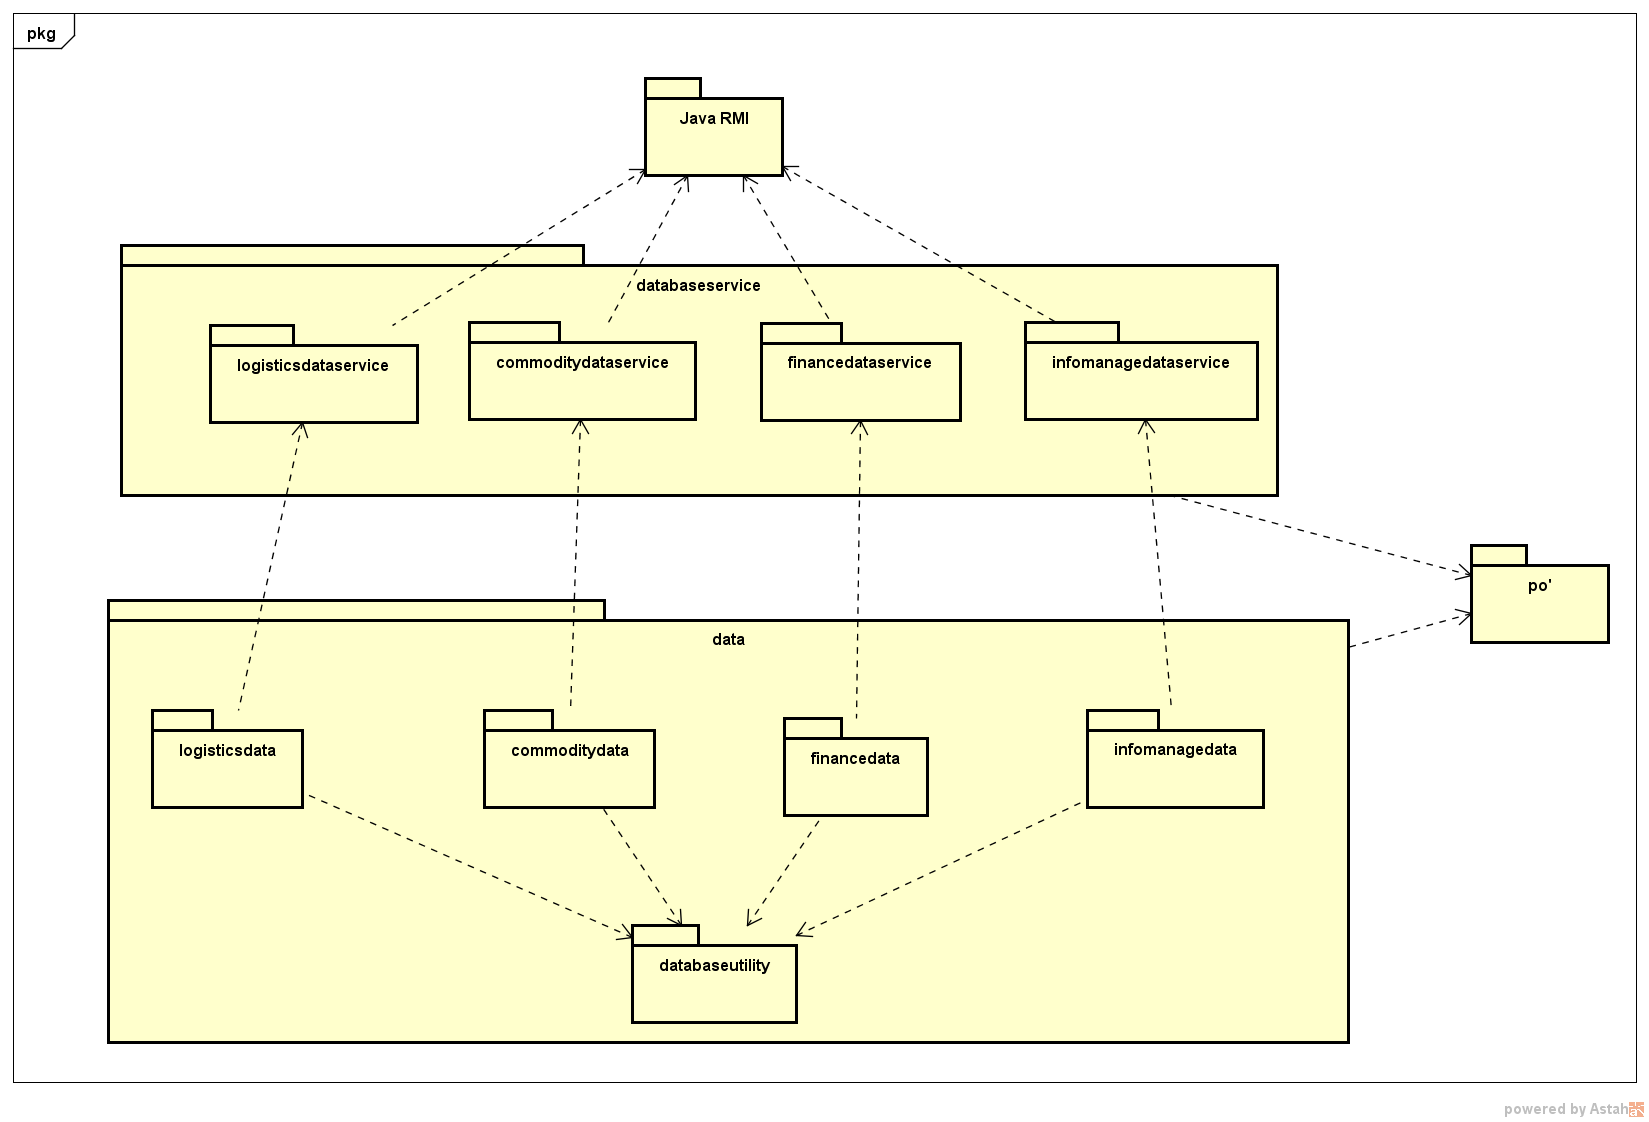 pkg
Java RMI
databaseservice
logisticsdataservice
commoditydataservice
financedataservice
infomanagedataservice
po'
data
logisticsdata
commoditydata
financedata
infomanagedata
databaseutility
powered by Astah